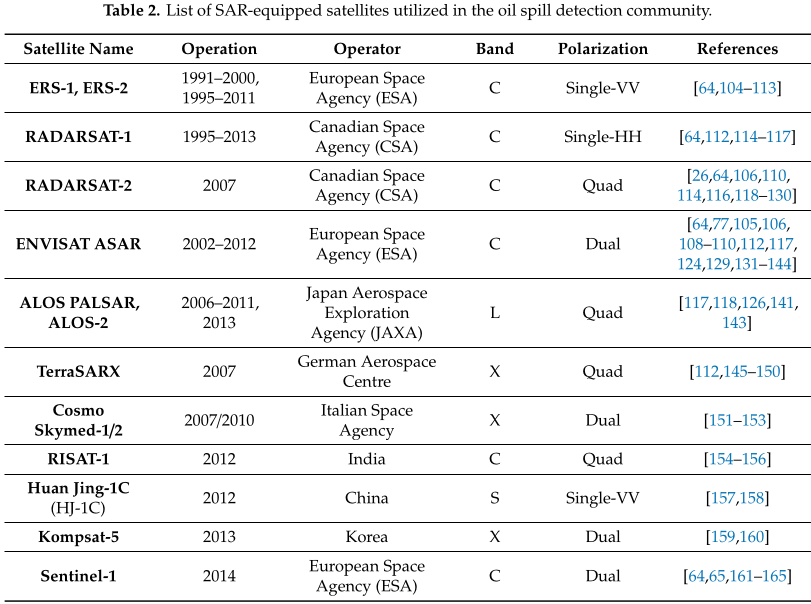 Table 2. List of SAR-equipped satellites utilized in the oil spill detection community.
Satellite Name Operation Operator Band Polarization References
ERS-1, ERS-2 1991–2000, 1995–2011 European Space Agency (ESA) C Single-VV [64,104–113]
RADARSAT-1 1995–2013 Canadian Space Agency (CSA) C Single-HH [64,112,114–117]
RADARSAT-2 2007 Canadian Space Agency (CSA) C Quad [26,64,106,110, 114,116,118–130]
ENVISAT ASAR 2002–2012 European Space Agency (ESA) C Dual [64,77,105,106, 108–110,112,117, 124,129,131–144]
ALOS PALSAR, ALOS-2 2006–2011, 2013 Japan Aerospace Exploration Agency (JAXA) L Quad [117,118,126,141, 143]
TerraSARX 2007 German Aerospace Centre X Quad [112,145–150]
Cosmo Skymed-1/2 2007/2010 Italian Space Agency X Dual [151–153]
RISAT-1 2012 India C Quad [154–156]
Huan Jing-1C (HJ-1C) 2012 China S Single-VV [157,158]
Kompsat-5 2013 Korea X Dual [159,160]
Sentinel-1 2014 European Space Agency (ESA) C Dual [64,65,161–165]